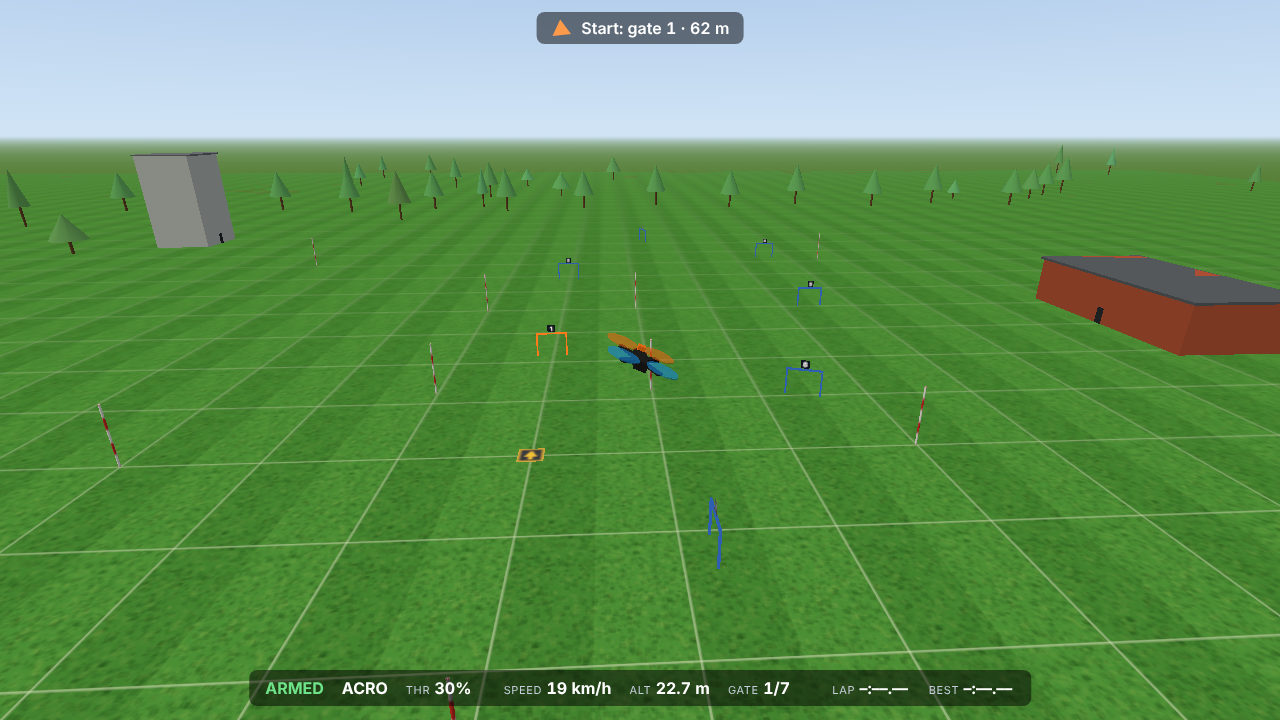 Start: gate 1 · 62 m
1
ARMED ACRO THR 30% SPEED 19 km/h ALT 22.7 m GATE 1/7 LAP –:––.–– BEST –:––.––